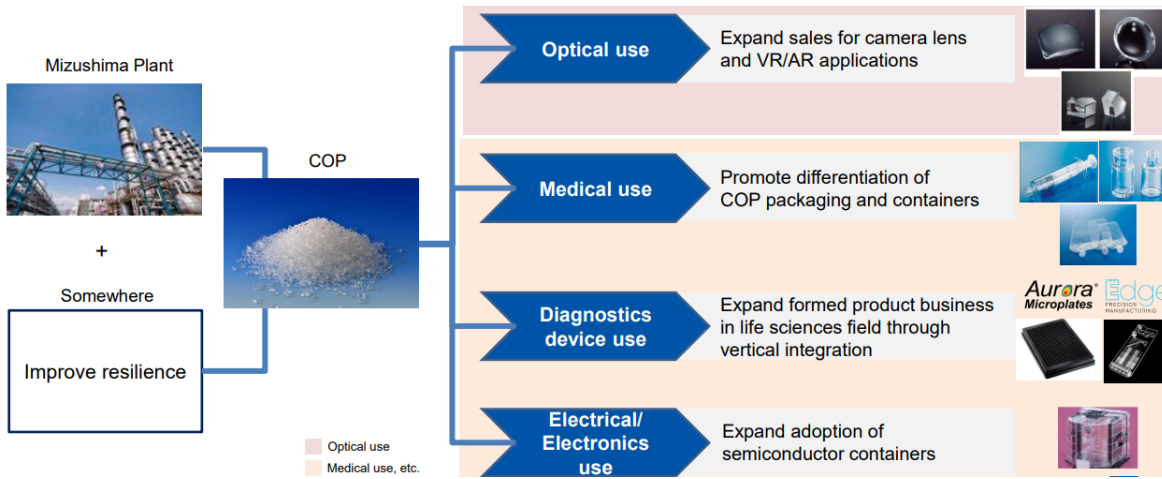 Mizushima Plant
+
Somewhere
Improve resilience
COP
Optical use
Expand sales for camera lens
and VR/AR applications
Medical use
Promote differentiation of
COP packaging and containers
Diagnostics
device use
Expand formed product business
in life sciences field through
vertical integration
Aurora®
Microplates
Edge
PRECISION
MANUFACTURING
Electrical/
Electronics
use
Expand adoption of
semiconductor containers
Optical use
Medical use, etc.